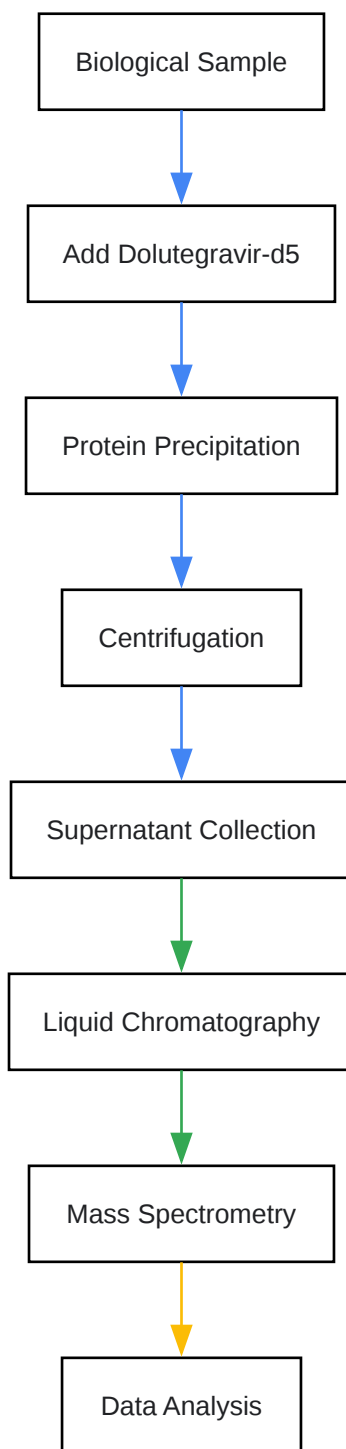 Biological Sample
Add Dolutegravir-d5
Protein Precipitation
Centrifugation
Supernatant Collection
Liquid Chromatography
Mass Spectrometry
Data Analysis